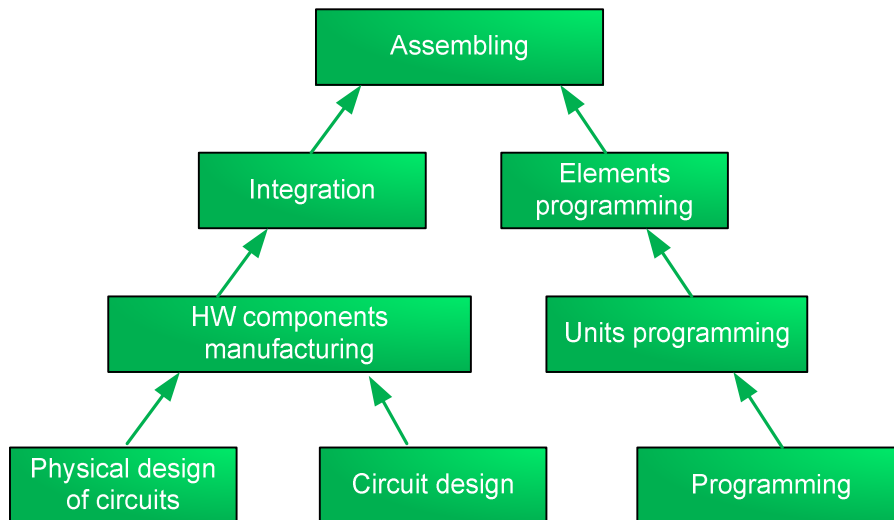 Assembling
Integration
Elements
programming
HW components
manufacturing
Units programming
Physical design
of circuits
Circuit design
Programming